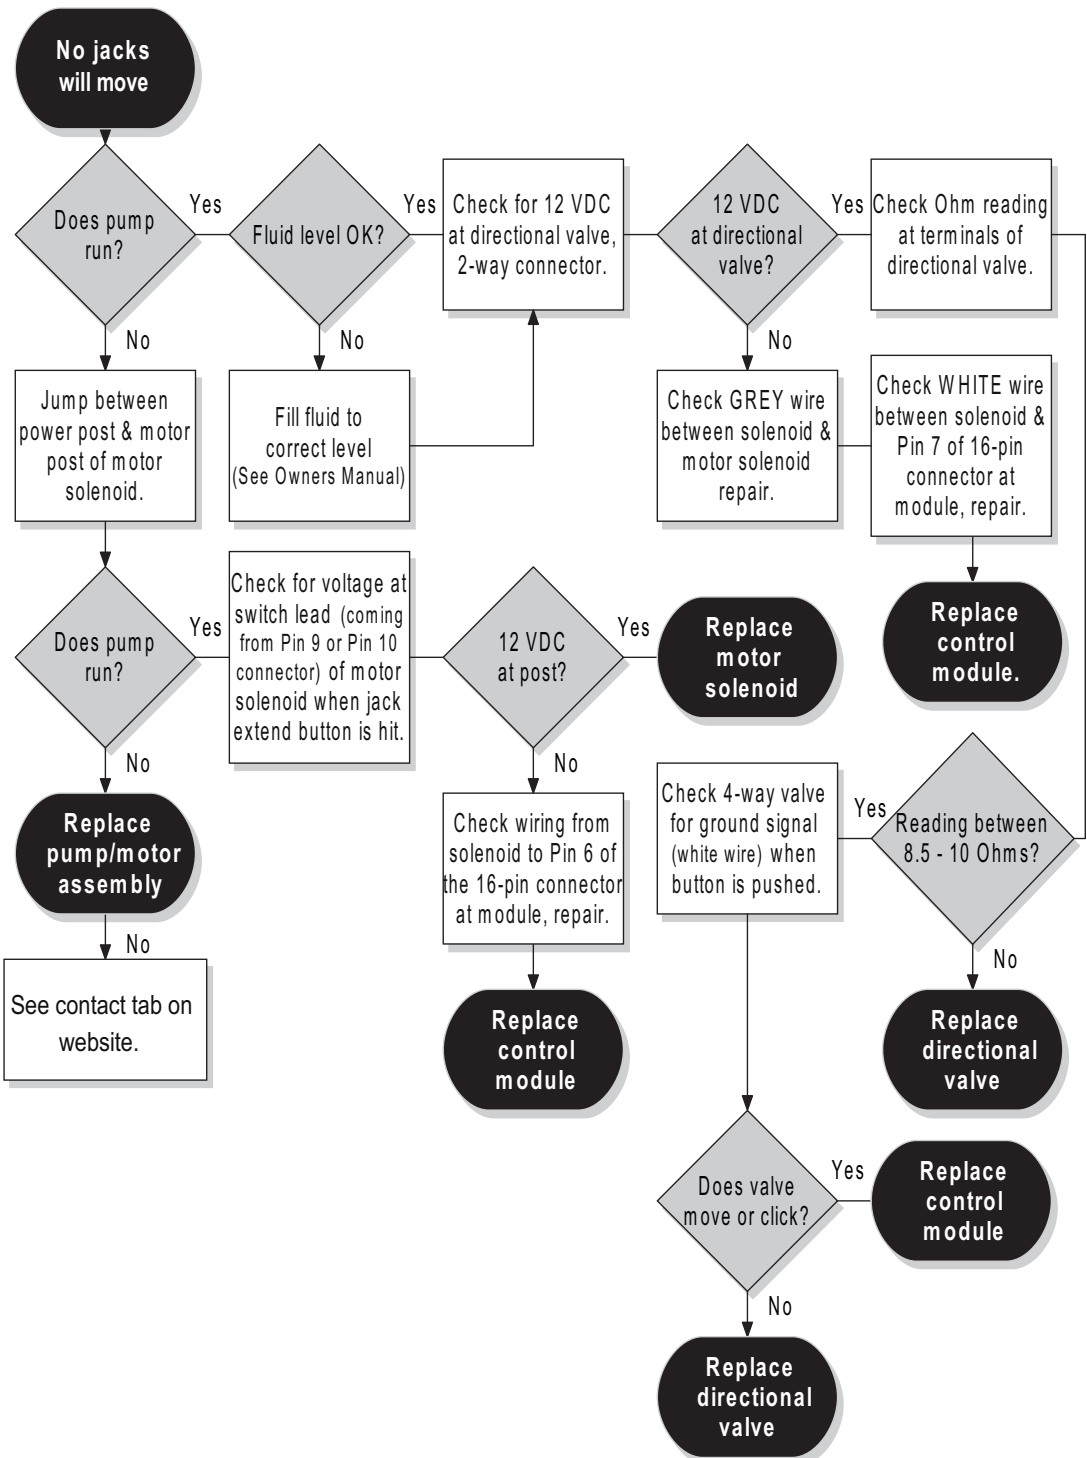 No jacks
will move
Does pump
run?
Yes
No
Fluid level OK?
Yes
No
Check for 12 VDC
at directional valve,
2-way connector.
12 VDC
at directional
valve?
Yes
No
Check Ohm reading
at terminals of
directional valve.
Jump between
power post & motor
post of motor
solenoid.
Fill fluid to
correct level
(See Owners Manual)
Check GREY wire
between solenoid &
motor solenoid
repair.
Check WHITE wire
between solenoid &
Pin 7 of 16-pin
connector at
module, repair.
Does pump
run?
Yes
No
Check for voltage at
switch lead (coming
from Pin 9 or Pin 10
connector) of motor
solenoid when jack
extend button is hit.
12 VDC
at post?
Yes
No
Replace
motor
solenoid
Replace
control
module.
Replace
pump/motor
assembly
No
See contact tab on
website.
Check wiring from
solenoid to Pin 6 of
the 16-pin connector
at module, repair.
Replace
control
module
Check 4-way valve
for ground signal
(white wire) when
button is pushed.
Yes
Reading between
8.5 - 10 Ohms?
No
Replace
directional
valve
Does valve
move or click?
Yes
No
Replace
control
module
Replace
directional
valve